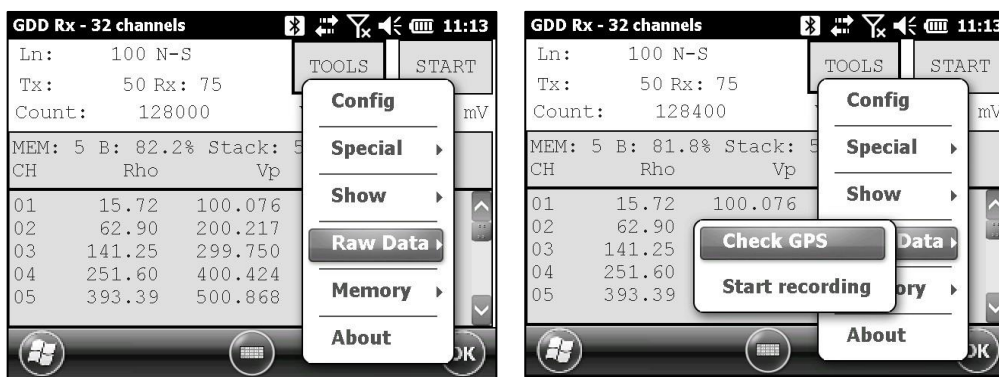 GDD Rx - 32 channels 11:13
Ln: 100 N-S
TOOLS START
Tx: 50 Rx: 75
Count: 128000 mV
MEM: 5 B: 82.2% Stack: 5
CH Rho Vp
01 15.72 100.076
02 62.90 200.217
03 141.25 299.750
04 251.60 400.424
05 393.39 500.868
Config
Special
Show
Raw Data
Memory
About
OK
GDD Rx - 32 channels 11:13
Ln: 100 N-S
TOOLS START
Tx: 50 Rx: 75
Count: 128400 mV
MEM: 5 B: 81.8% Stack: 5
CH Rho Vp
01 15.72 100.076
02 62.90
03 141.25
04 251.60
05 393.39
Config
Special
Show
Data
ory
About
Check GPS
Start recording
OK